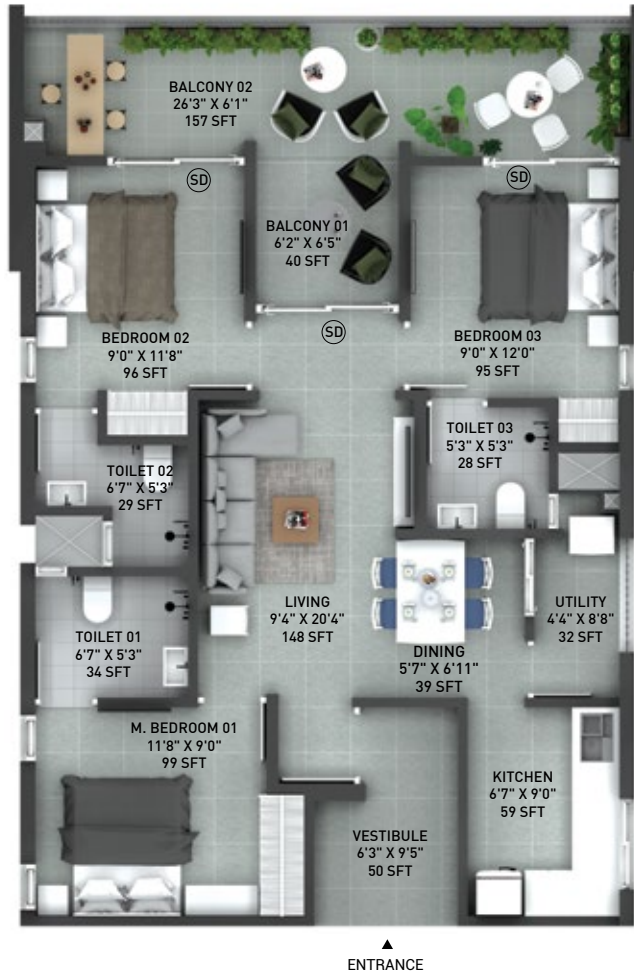 BALCONY 02
26'3" X 6'1"
157 SFT
SD
SD
BALCONY 01
6'2" X 6'5"
40 SFT
SD
BEDROOM 02
9'0" X 11'8"
96 SFT
BEDROOM 03
9'0" X 12'0"
95 SFT
TOILET 03
5'3" X 5'3"
28 SFT
TOILET 02
6'7" X 5'3"
29 SFT
LIVING
9'4" X 20'4"
148 SFT
UTILITY
4'4" X 8'8"
32 SFT
TOILET 01
6'7" X 5'3"
34 SFT
DINING
5'7" X 6'11"
39 SFT
M. BEDROOM 01
11'8" X 9'0"
99 SFT
KITCHEN
6'7" X 9'0"
59 SFT
VESTIBULE
6'3" X 9'5"
50 SFT
ENTRANCE